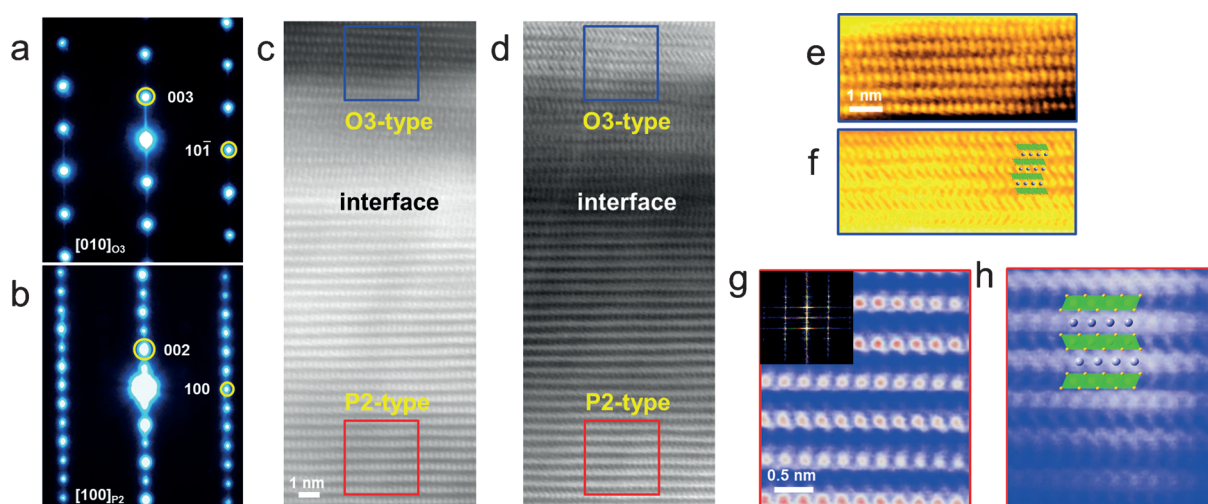 a
003
101̅
[010]O3
b
002
100
[100]P2
c
O3-type
interface
P2-type
1 nm
d
O3-type
interface
P2-type
e
1 nm
f
g
0.5 nm
h